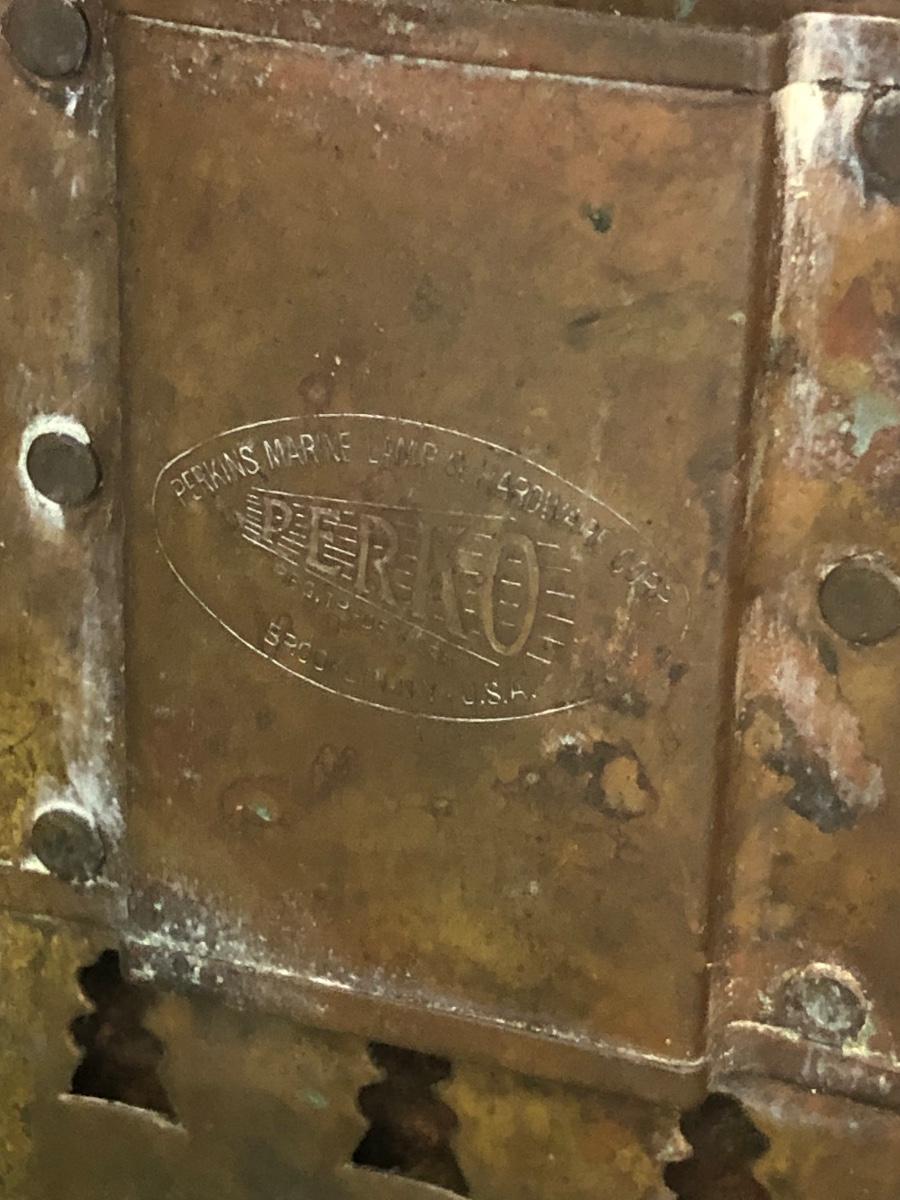 PERKINS MARINE LAMP & HARDWARE CORP.
PERKO
BROOKLYN, N.Y. U.S.A.